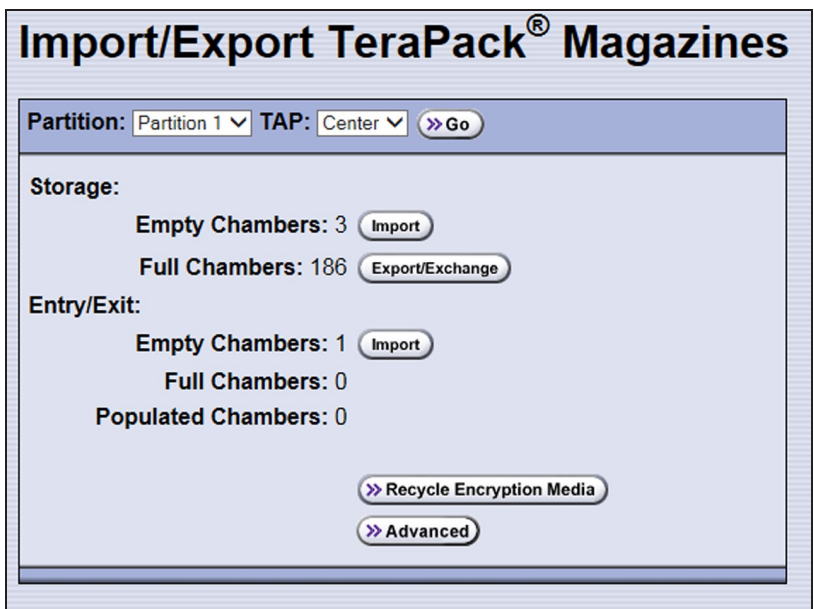 Import/Export TeraPack® Magazines
Partition: Partition 1 TAP: Center Go
Storage:
Empty Chambers: 3 Import
Full Chambers: 186 Export/Exchange
Entry/Exit:
Empty Chambers: 1 Import
Full Chambers: 0
Populated Chambers: 0
Recycle Encryption Media
Advanced